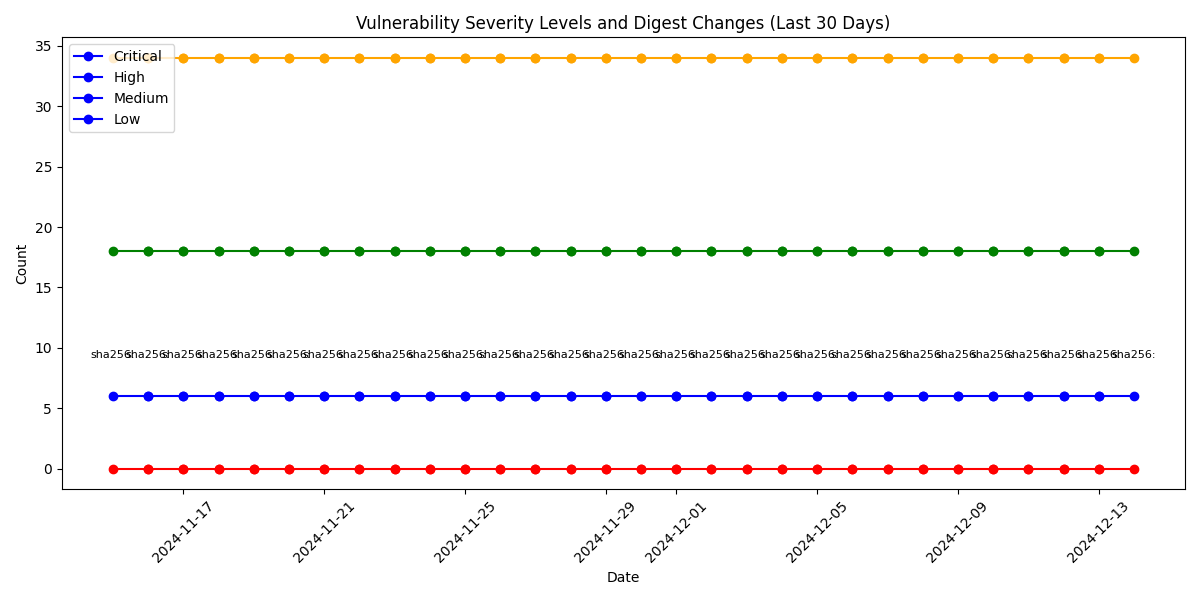 Vulnerability Severity Levels and Digest Changes (Last 30 Days)
35
30
25
20
15
10
5
0
Count
Critical
High
Medium
Low
sha256: sha256: sha256: sha256: sha256: sha256: sha256: sha256: sha256: sha256: sha256: sha256: sha256: sha256: sha256: sha256: sha256: sha256: sha256: sha256: sha256: sha256: sha256: sha256: sha256: sha256: sha256: sha256: sha256: sha256:
2024-11-17
2024-11-21
2024-11-25
2024-11-29
2024-12-01
2024-12-05
2024-12-09
2024-12-13
Date